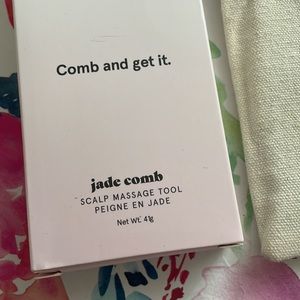 Comb and get it.
jade comb
SCALP MASSAGE TOOL
PEIGNE EN JADE
Net Wt. 41g